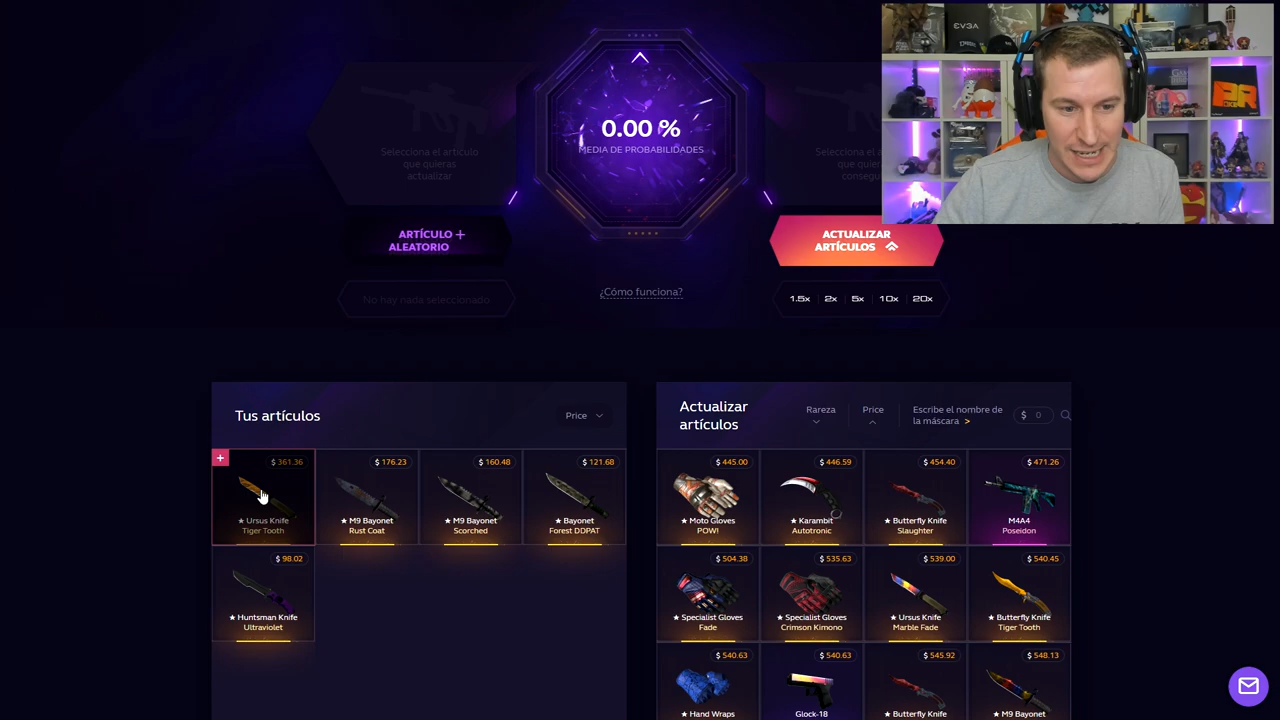 EVGA
0.00 %
MEDIA DE PROBABILIDADES
Selecciona el artículo
que quieras
actualizar
Selecciona el a
que quiera
consegu
ARTÍCULO +
ALEATORIO
ACTUALIZAR
ARTÍCULOS
No hay nada seleccionado
¿Cómo funciona?
1.5x 2x 5x 10x 20x
Tus artículos
Price
Actualizar
artículos
Rareza
Price
Escribe el nombre de
la máscara >
$ 0
$ 361.36
★ Ursus Knife
Tiger Tooth
$ 176.23
★ M9 Bayonet
Rust Coat
$ 160.48
★ M9 Bayonet
Scorched
$ 121.68
★ Bayonet
Forest DDPAT
$ 98.02
★ Huntsman Knife
Ultraviolet
$ 445.00
★ Moto Gloves
POW!
$ 446.59
★ Karambit
Autotronic
$ 454.40
★ Butterfly Knife
Slaughter
$ 471.26
M4A4
Poseidon
$ 504.38
★ Specialist Gloves
Fade
$ 535.63
★ Specialist Gloves
Crimson Kimono
$ 539.00
★ Ursus Knife
Marble Fade
$ 540.45
★ Butterfly Knife
Tiger Tooth
$ 540.63
★ Hand Wraps
$ 540.63
Glock-18
$ 545.92
★ Butterfly Knife
$ 548.13
★ M9 Bayonet